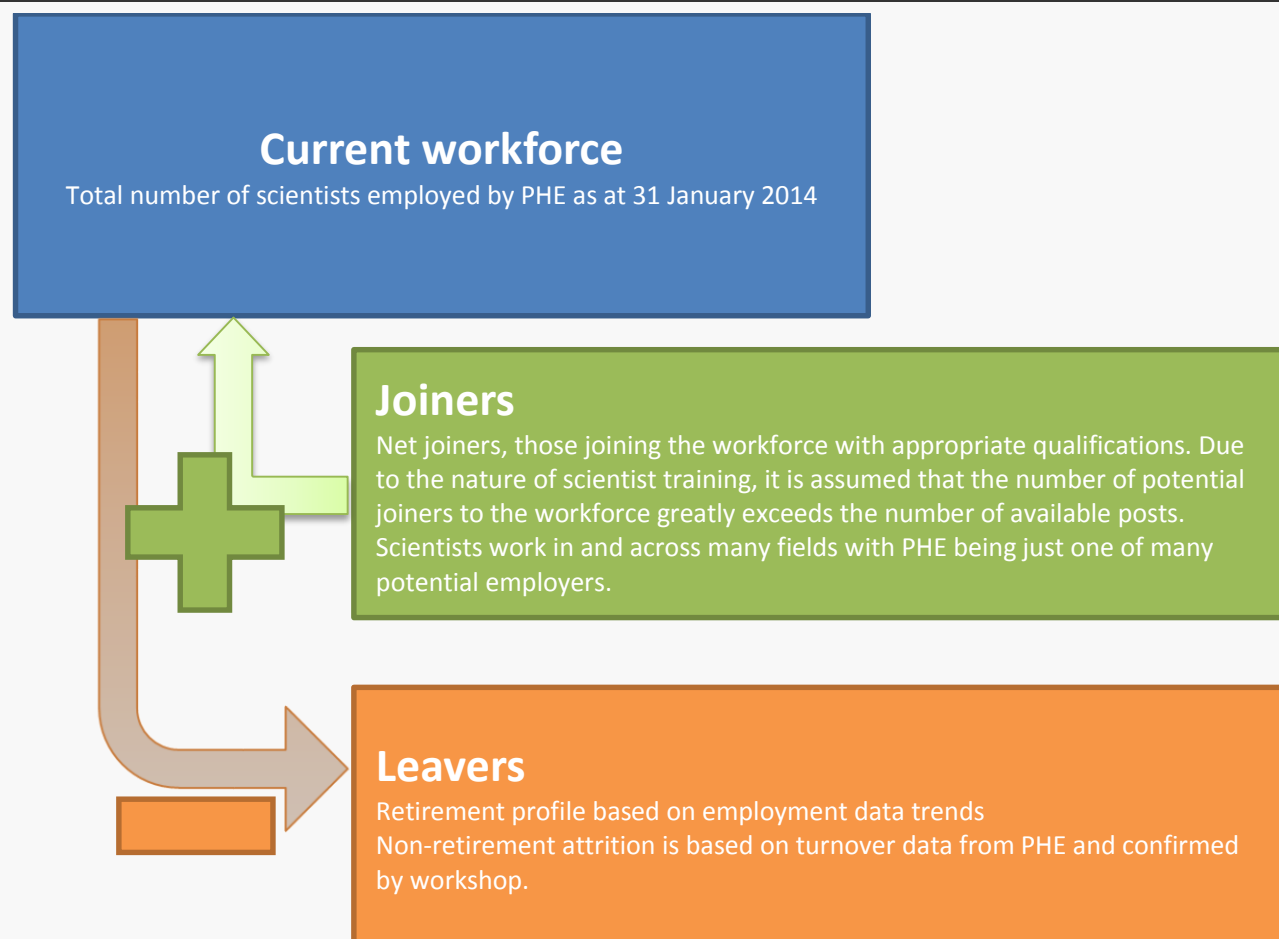 Current workforce
Total number of scientists employed by PHE as at 31 January 2014
Joiners
Net joiners, those joining the workforce with appropriate qualifications. Due
to the nature of scientist training, it is assumed that the number of potential
joiners to the workforce greatly exceeds the number of available posts.
Scientists work in and across many fields with PHE being just one of many
potential employers.
Leavers
Retirement profile based on employment data trends
Non-retirement attrition is based on turnover data from PHE and confirmed
by workshop.